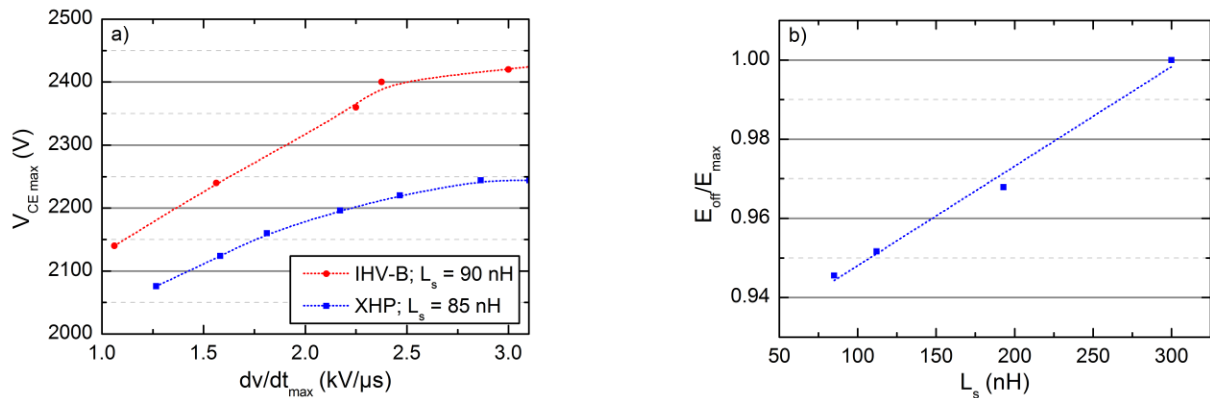 a)
2500
2400
2300
2200
2100
2000
V_CE max (V)
IHV-B; L_s = 90 nH
XHP; L_s = 85 nH
1.0 1.5 2.0 2.5 3.0
dv/dt_max (kV/µs)
b)
1.00
0.98
0.96
0.94
E_off/E_max
50 100 150 200 250 300
L_s (nH)